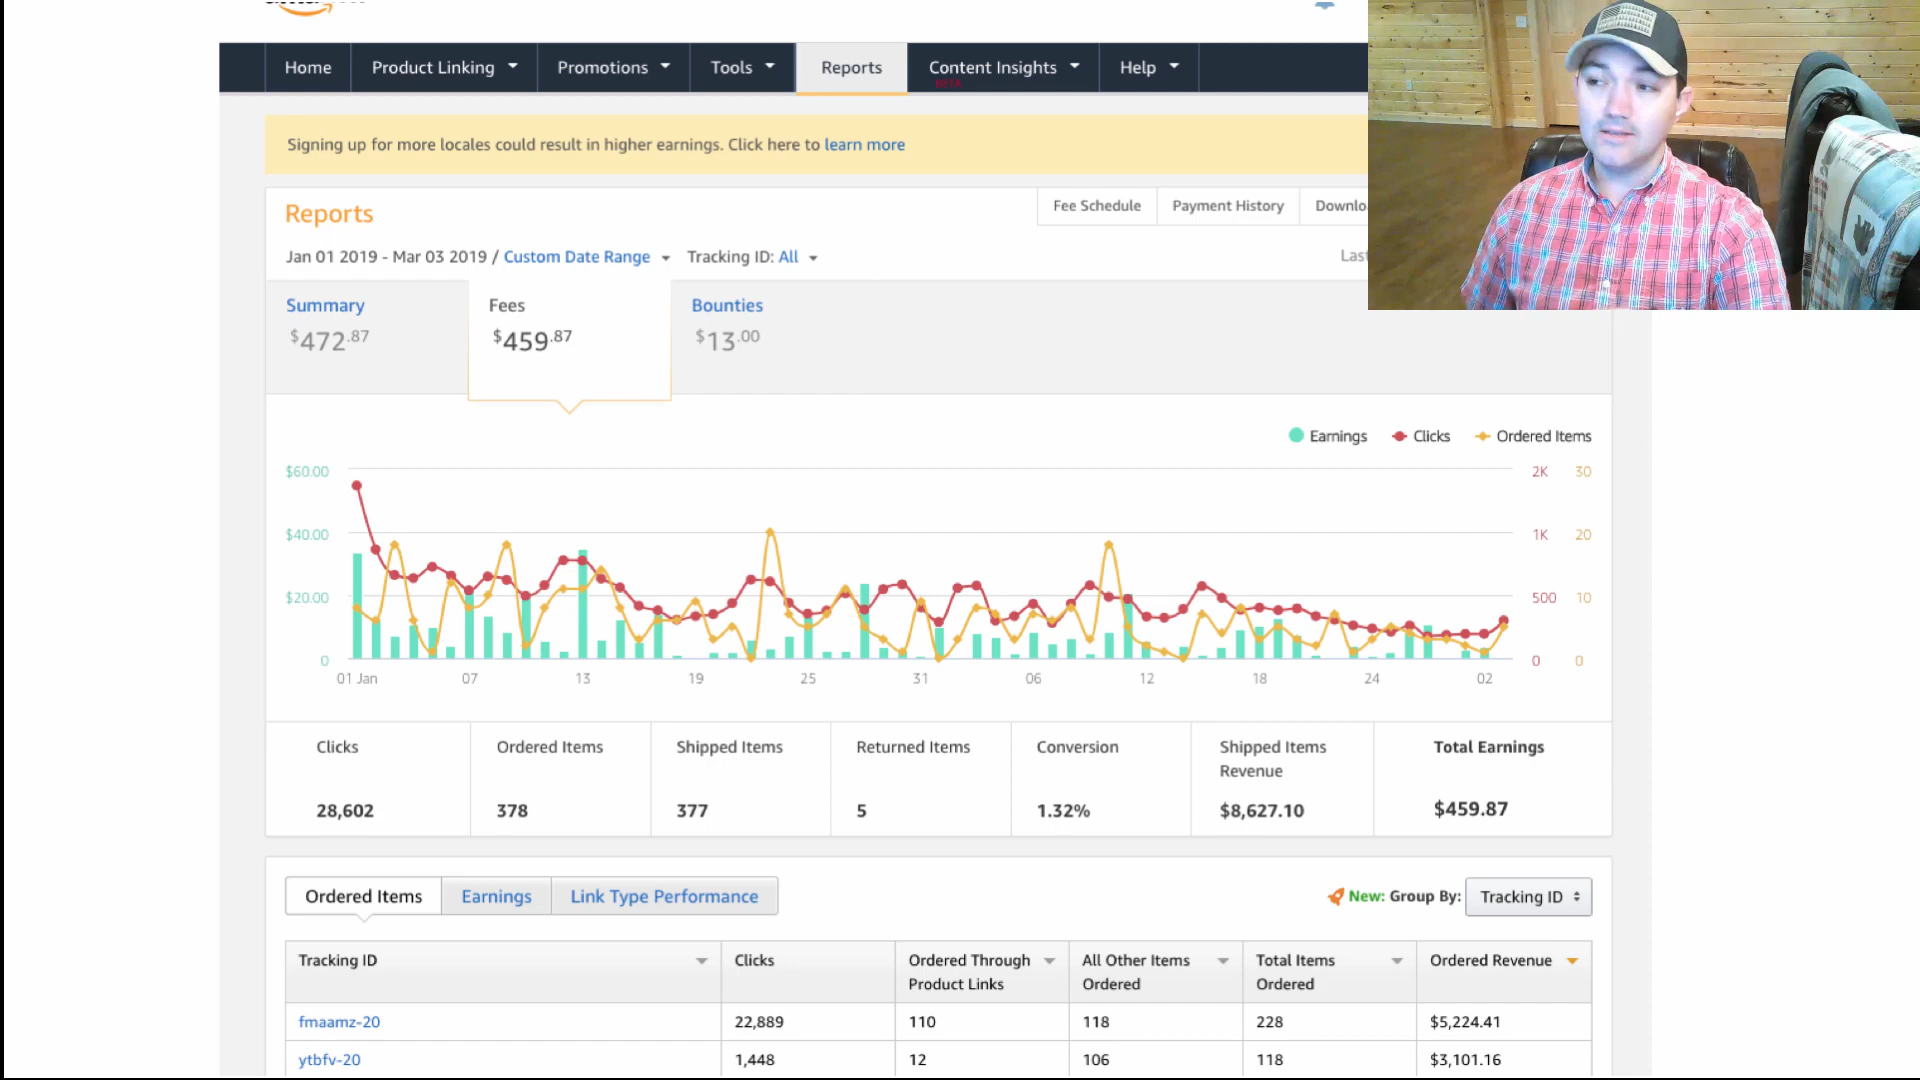 Home Product Linking Promotions Tools Reports Content Insights Help
BETA
Signing up for more locales could result in higher earnings. Click here to learn more
Reports
Fee Schedule Payment History
Jan 01 2019 - Mar 03 2019 / Custom Date Range Tracking ID: All
Summary Fees Bounties
$472.87 $459.87 $13.00
Earnings Clicks Ordered Items
$60.00 2K 30
$40.00 1K 20
$20.00 500 10
0 0 0
01 Jan 07 13 19 25 31 06 12 18 24 02
Clicks Ordered Items Shipped Items Returned Items Conversion Shipped Items Total Earnings
Revenue
28,602 378 377 5 1.32% $8,627.10 $459.87
Ordered Items Earnings Link Type Performance New: Group By: Tracking ID
Tracking ID Clicks Ordered Through All Other Items Total Items Ordered Revenue
Product Links Ordered Ordered
fmaamz-20 22,889 110 118 228 $5,224.41
ytbfv-20 1,448 12 106 118 $3,101.16